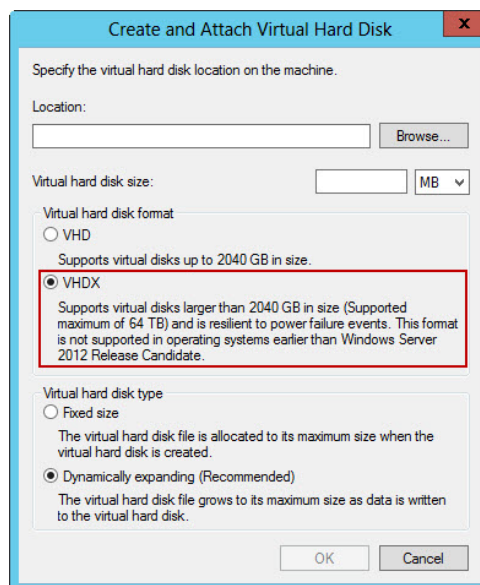 Create and Attach Virtual Hard Disk
x
Specify the virtual hard disk location on the machine.
Location:
Browse...
Virtual hard disk size:
MB
Virtual hard disk format
VHD
Supports virtual disks up to 2040 GB in size.
VHDX
Supports virtual disks larger than 2040 GB in size (Supported
maximum of 64 TB) and is resilient to power failure events. This format
is not supported in operating systems earlier than Windows Server
2012 Release Candidate.
Virtual hard disk type
Fixed size
The virtual hard disk file is allocated to its maximum size when the
virtual hard disk is created.
Dynamically expanding (Recommended)
The virtual hard disk file grows to its maximum size as data is written
to the virtual hard disk.
OK
Cancel